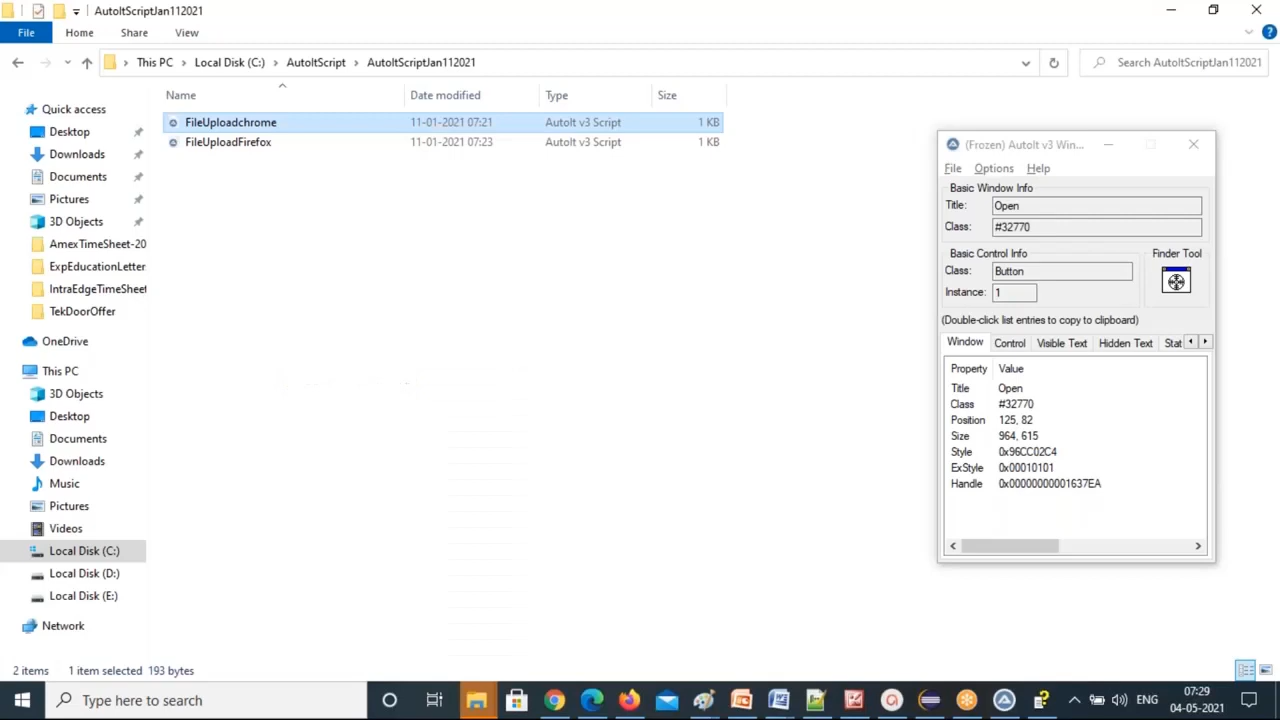 AutoItScriptJan112021
File Home Share View
This PC Local Disk (C:) AutoItScript AutoItScriptJan112021 Search AutoItScriptJan112021
Name Date modified Type Size
FileUploadchrome 11-01-2021 07:21 AutoIt v3 Script 1 KB
FileUploadFirefox 11-01-2021 07:23 AutoIt v3 Script 1 KB
Quick access
Desktop
Downloads
Documents
Pictures
3D Objects
AmexTimeSheet-20
ExpEducationLetter
IntraEdgeTimeSheet
TekDoorOffer
OneDrive
This PC
3D Objects
Desktop
Documents
Downloads
Music
Pictures
Videos
Local Disk (C:)
Local Disk (D:)
Local Disk (E:)
Network
2 items 1 item selected 193 bytes
(Frozen) AutoIt v3 Win...
File Options Help
Basic Window Info
Title: Open
Class: #32770
Basic Control Info Finder Tool
Class: Button
Instance: 1
(Double-click list entries to copy to clipboard)
Window Control Visible Text Hidden Text Stat
Property Value
Title Open
Class #32770
Position 125, 82
Size 964, 615
Style 0x96CC02C4
ExStyle 0x00010101
Handle 0x00000000001637EA
Type here to search
ENG
07:29
04-05-2021